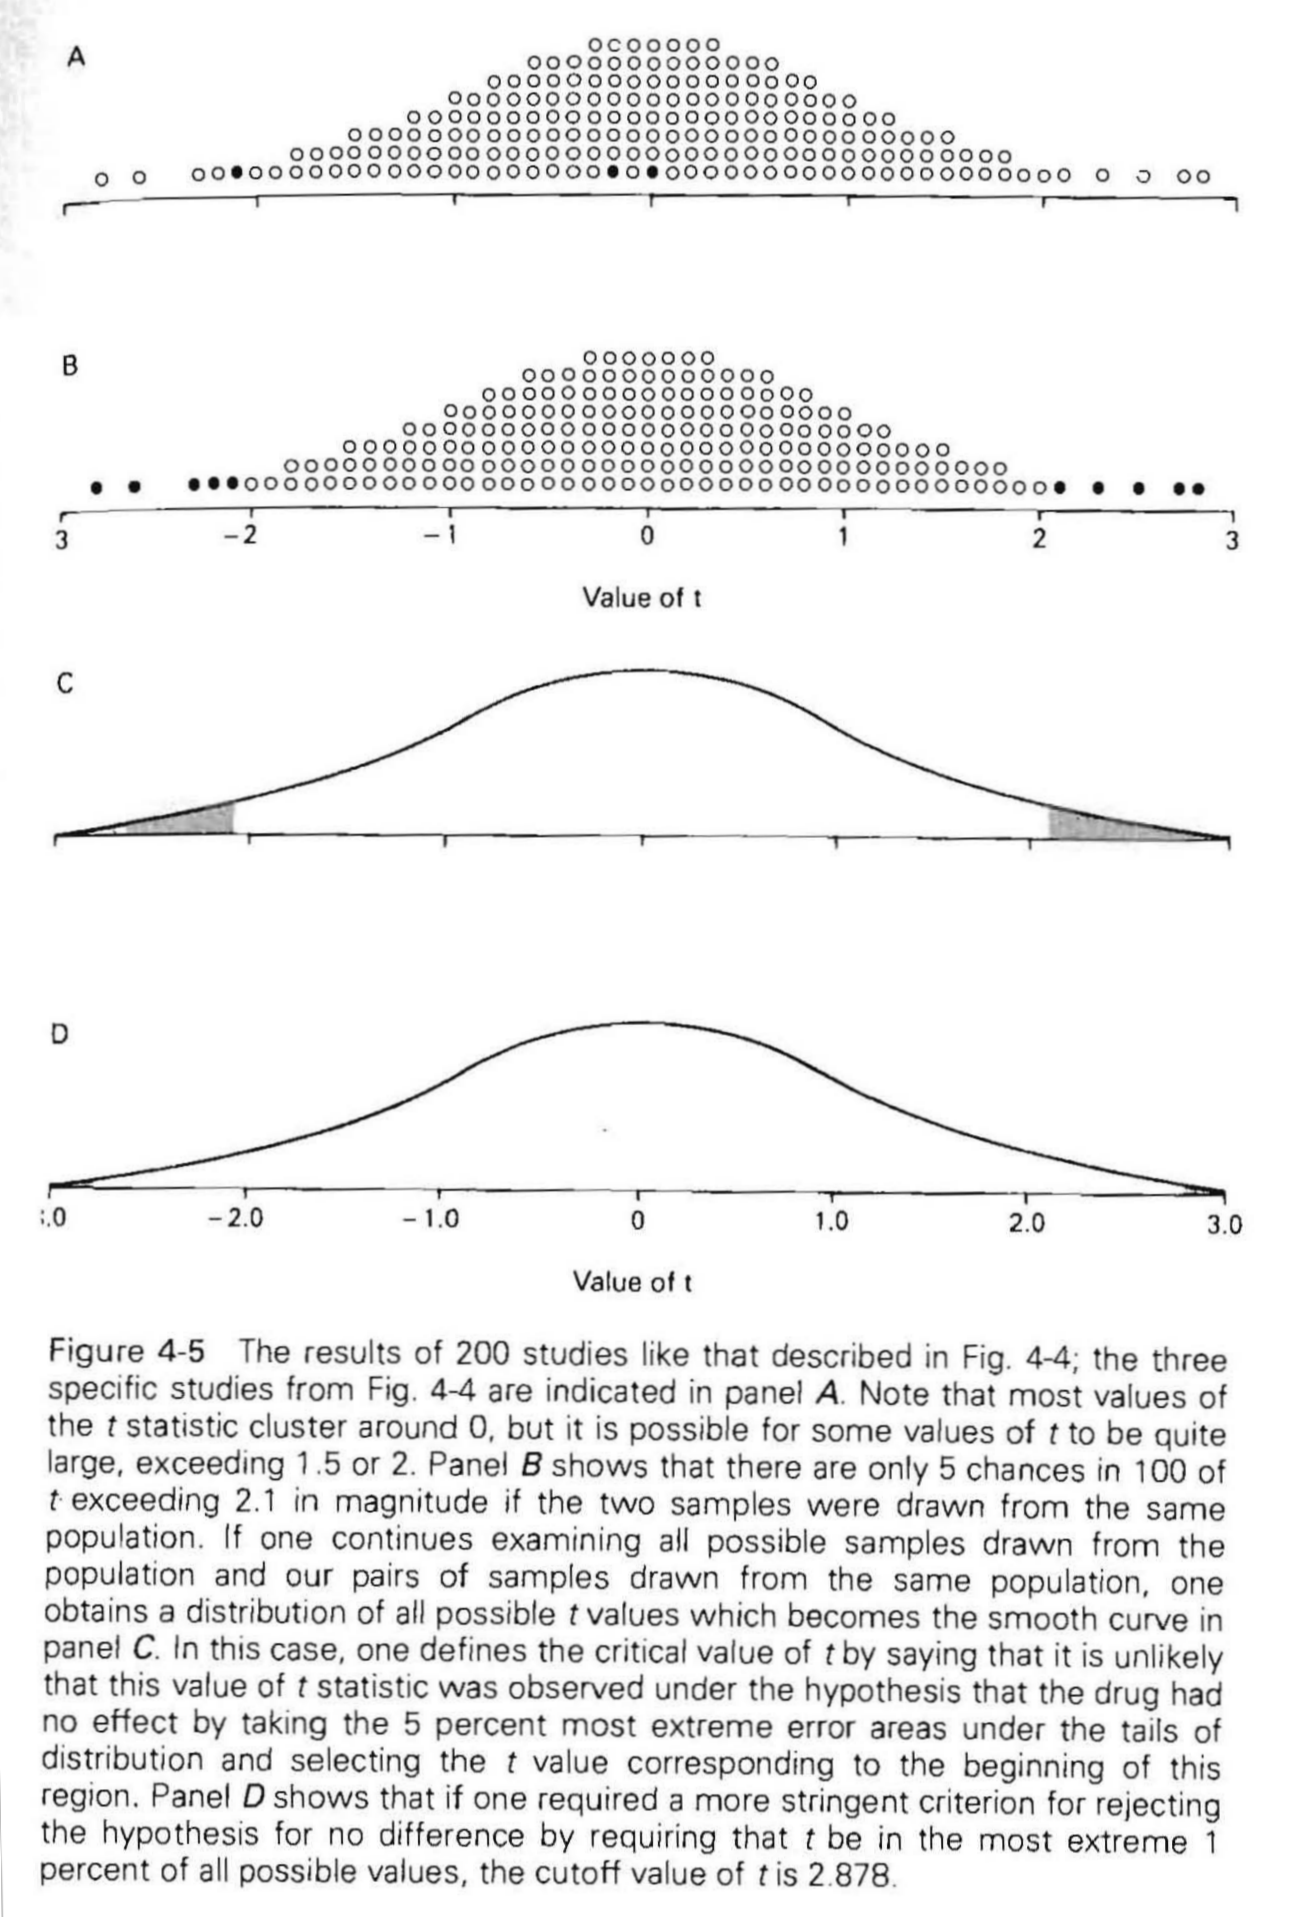 A
B
3 -2 -1 0 1 2 3
Value of t
C
D
.0 -2.0 -1.0 0 1.0 2.0 3.0
Value of t
Figure 4-5 The results of 200 studies like that described in Fig. 4-4; the three
specific studies from Fig. 4-4 are indicated in panel A. Note that most values of
the t statistic cluster around 0, but it is possible for some values of t to be quite
large, exceeding 1.5 or 2. Panel B shows that there are only 5 chances in 100 of
t exceeding 2.1 in magnitude if the two samples were drawn from the same
population. If one continues examining all possible samples drawn from the
population and our pairs of samples drawn from the same population, one
obtains a distribution of all possible t values which becomes the smooth curve in
panel C. In this case, one defines the critical value of t by saying that it is unlikely
that this value of t statistic was observed under the hypothesis that the drug had
no effect by taking the 5 percent most extreme error areas under the tails of
distribution and selecting the t value corresponding to the beginning of this
region. Panel D shows that if one required a more stringent criterion for rejecting
the hypothesis for no difference by requiring that t be in the most extreme 1
percent of all possible values, the cutoff value of t is 2.878.